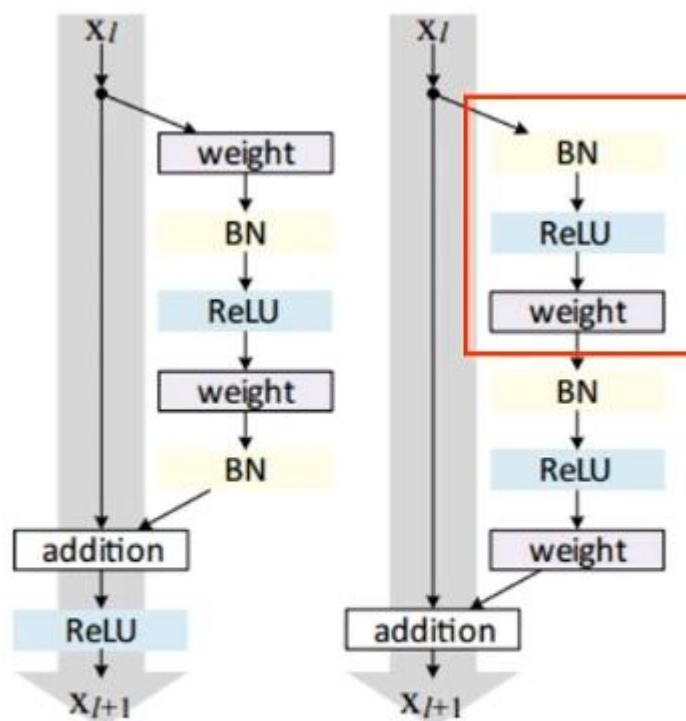 xl
weight
BN
ReLU
weight
BN
addition
ReLU
xl+1
xl
BN
ReLU
weight
BN
ReLU
weight
addition
xl+1